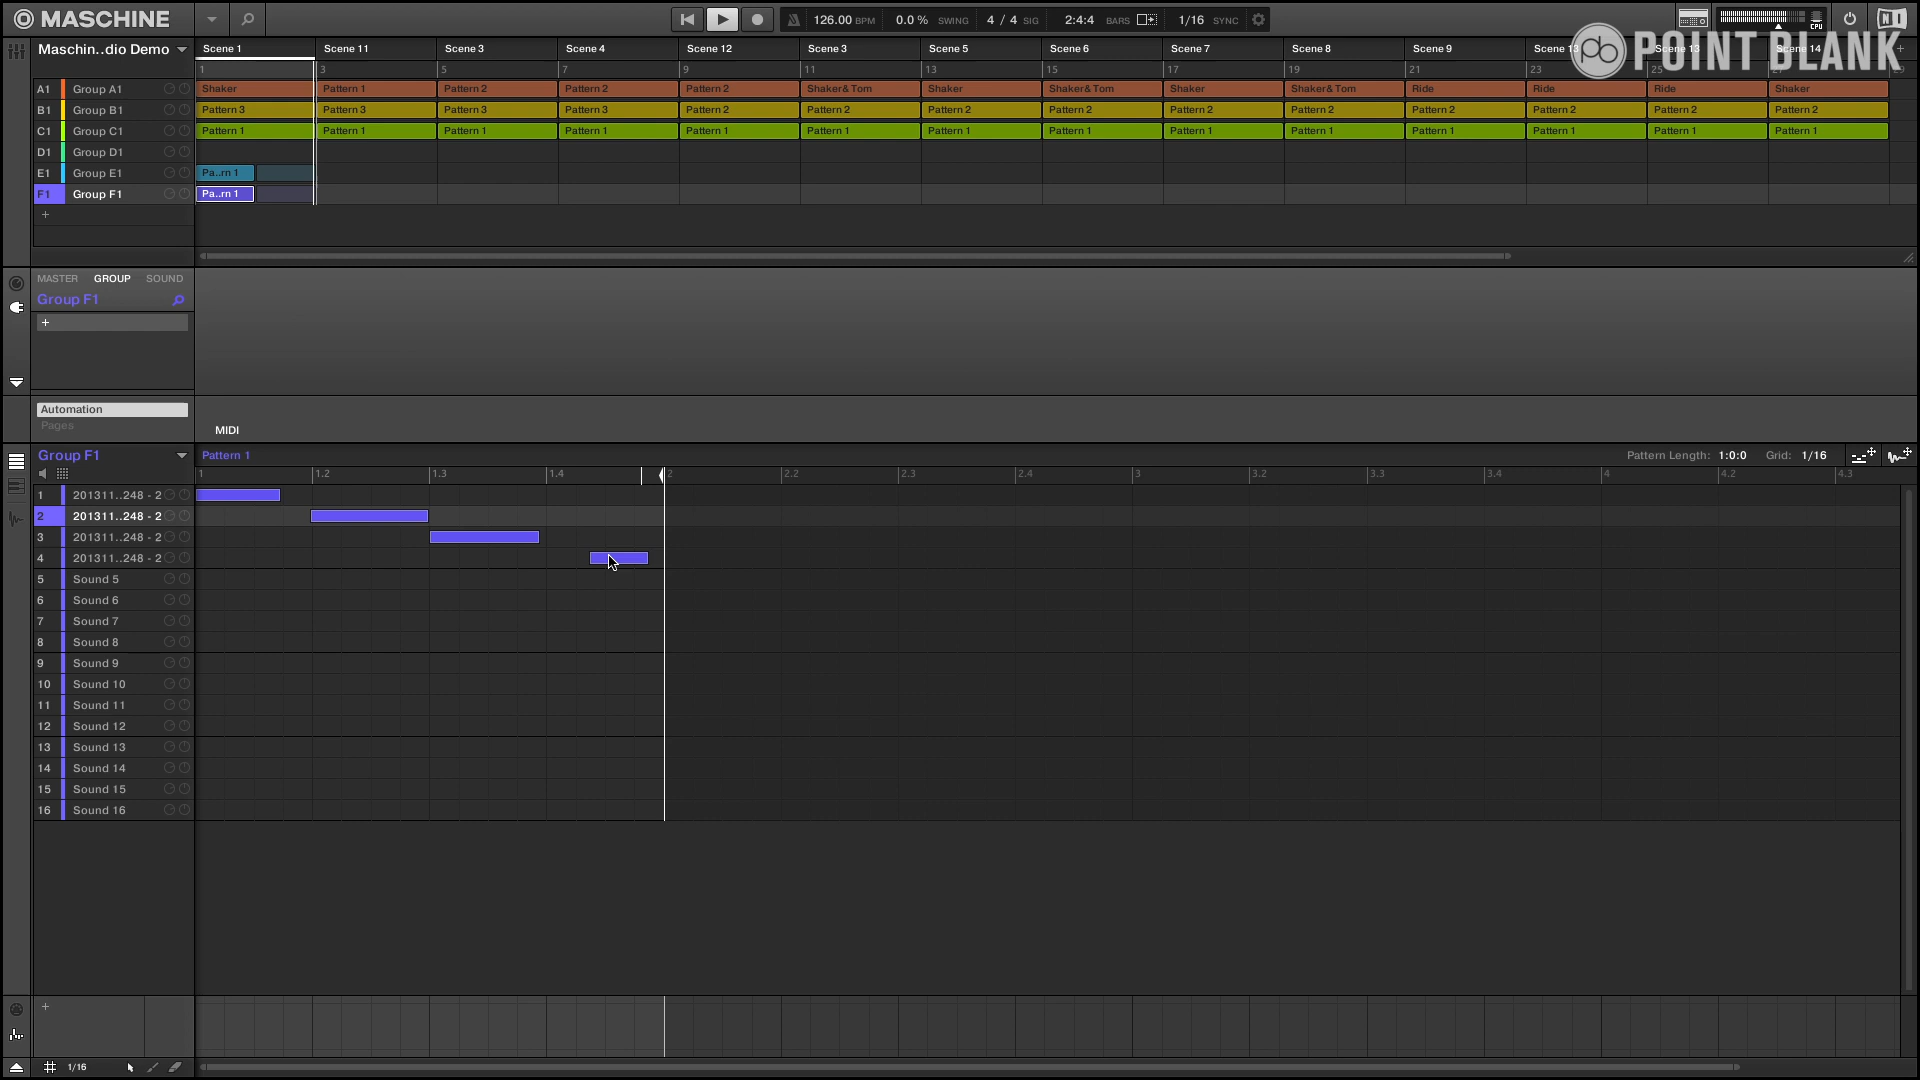 MASCHINE 126.00 BPM 0.0 % SWING 4 / 4 SIG 2:4:4 BARS 1/16 SYNC CPU
POINT BLANK
Maschin..dio Demo Scene 1 Scene 11 Scene 3 Scene 4 Scene 12 Scene 3 Scene 5 Scene 6 Scene 7 Scene 8 Scene 9 Scene 13 Scene 13 14
1 3 5 7 9 11 13 15 17 19 21 23 25
A1 Group A1 Shaker Pattern 1 Pattern 2 Pattern 2 Pattern 2 Shaker&Tom Shaker Shaker&Tom Shaker Shaker&Tom Ride Ride Ride Shaker
B1 Group B1 Pattern 3 Pattern 3 Pattern 3 Pattern 3 Pattern 2 Pattern 2 Pattern 2 Pattern 2 Pattern 2 Pattern 2 Pattern 2 Pattern 2 Pattern 2 Pattern 2
C1 Group C1 Pattern 1 Pattern 1 Pattern 1 Pattern 1 Pattern 1 Pattern 1 Pattern 1 Pattern 1 Pattern 1 Pattern 1 Pattern 1 Pattern 1 Pattern 1 Pattern 1
D1 Group D1
E1 Group E1 Pa..rn 1
F1 Group F1 Pa..rn 1
+
MASTER GROUP SOUND
Group F1
+
Automation
Pages
MIDI
Group F1 Pattern 1 Pattern Length: 1:0:0 Grid: 1/16
1 1.2 1.3 1.4 2 2.2 2.3 2.4 3 3.2 3.3 3.4 4 4.2 4.3
1 201311..248 - 2
2 201311..248 - 2
3 201311..248 - 2
4 201311..248 - 2
5 Sound 5
6 Sound 6
7 Sound 7
8 Sound 8
9 Sound 9
10 Sound 10
11 Sound 11
12 Sound 12
13 Sound 13
14 Sound 14
15 Sound 15
16 Sound 16
+
1/16